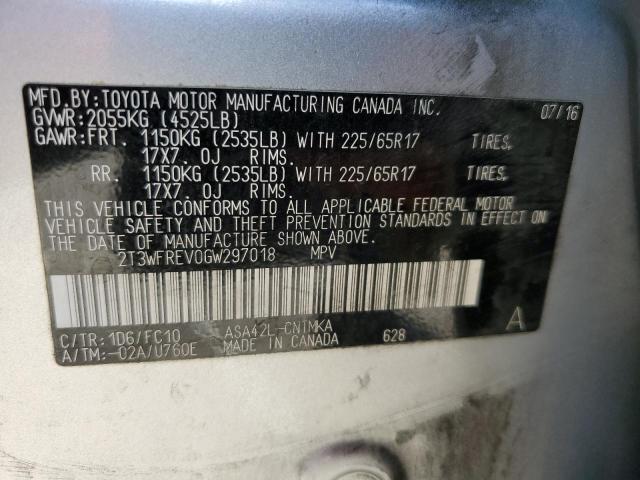 MFD.BY:TOYOTA MOTOR MANUFACTURING CANADA INC. 07/16
GVWR:2055KG (4525LB)
GAWR:FRT. 1150KG (2535LB) WITH 225/65R17 TIRES.
17X7.0J RIMS.
RR. 1150KG (2535LB) WITH 225/65R17 TIRES.
17X7.0J RIMS.
THIS VEHICLE CONFORMS TO ALL APPLICABLE FEDERAL MOTOR
VEHICLE SAFETY AND THEFT PREVENTION STANDARDS IN EFFECT ON
THE DATE OF MANUFACTURE SHOWN ABOVE.
2T3WFREV0GW297018 MPV
C/TR:1D6/FC10 ASA42L-CNTMKA A
A/TM:-02A/U760E MADE IN CANADA 628